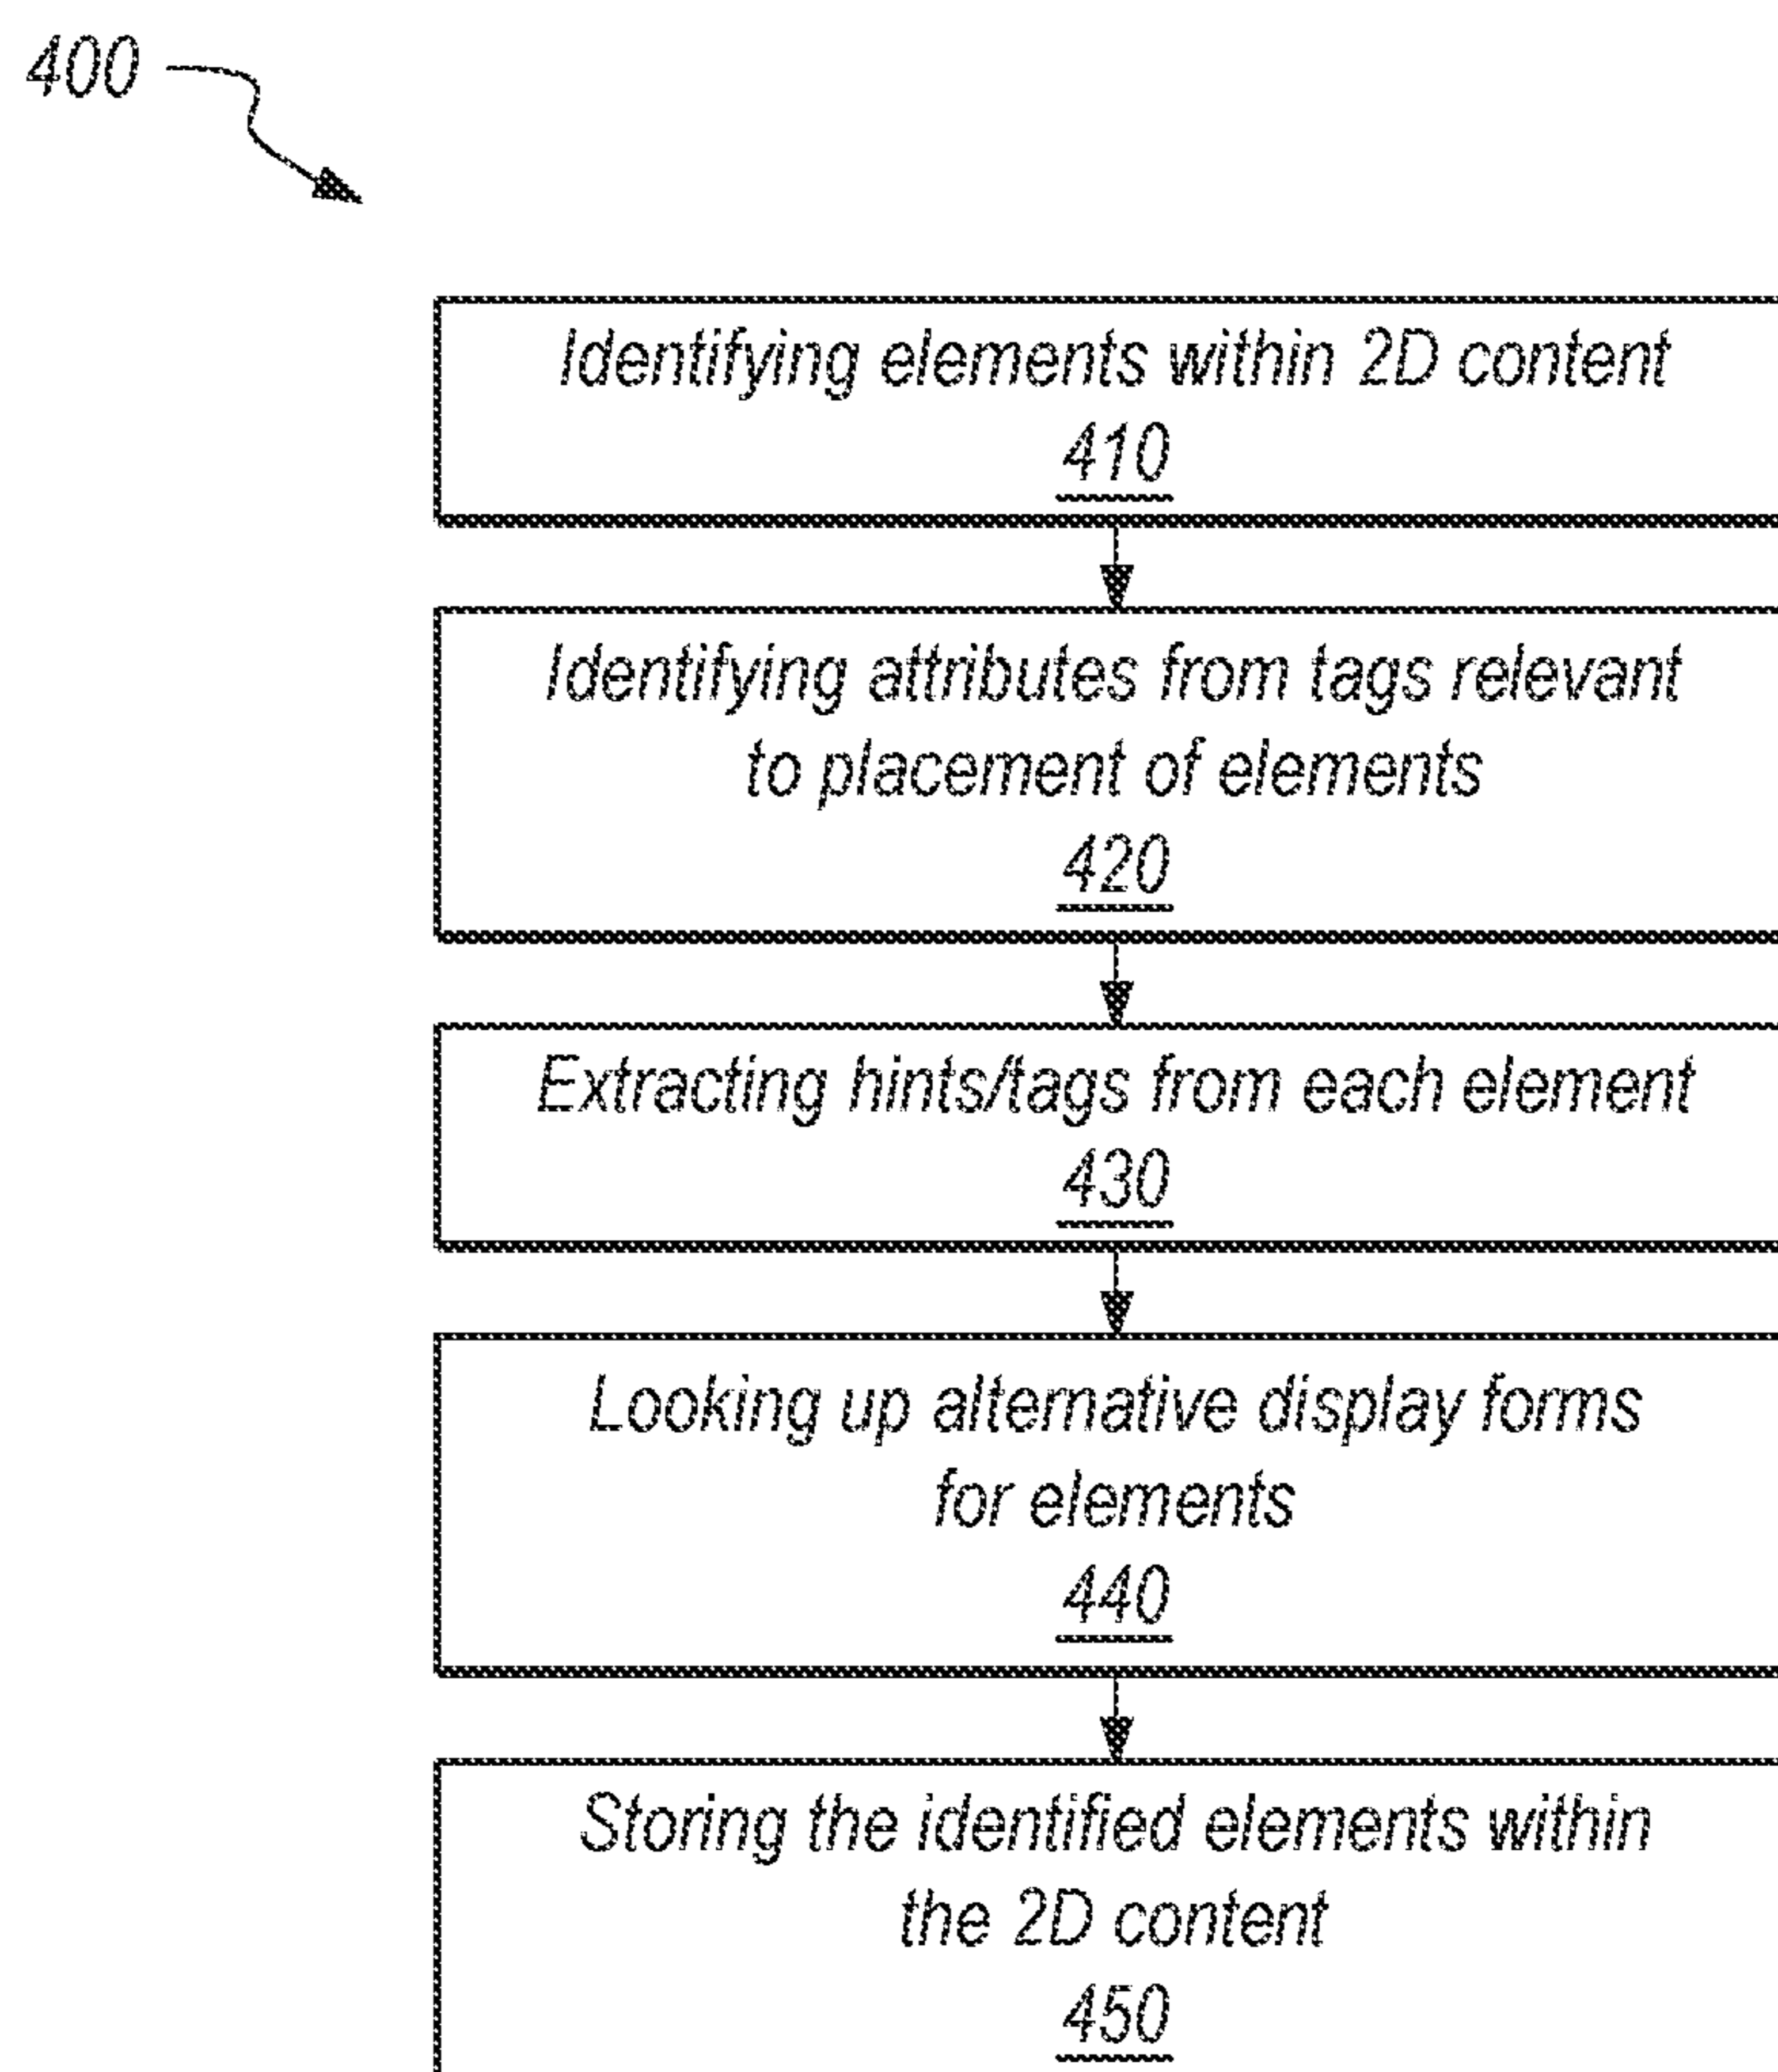 400
Identifying elements within 2D content
410
Identifying attributes from tags relevant
to placement of elements
420
Extracting hints/tags from each element
430
Looking up alternative display forms
for elements
440
Storing the identified elements within
the 2D content
450